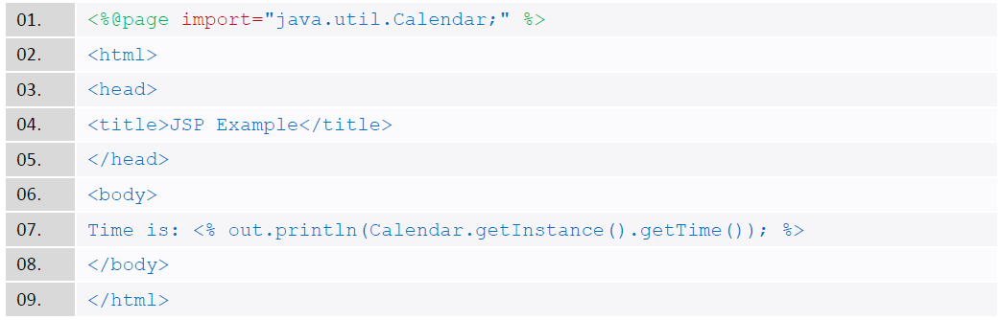 01. <%@page import="java.util.Calendar;" %>
02. <html>
03. <head>
04. <title>JSP Example</title>
05. </head>
06. <body>
07. Time is: <% out.println(Calendar.getInstance().getTime()); %>
08. </body>
09. </html>